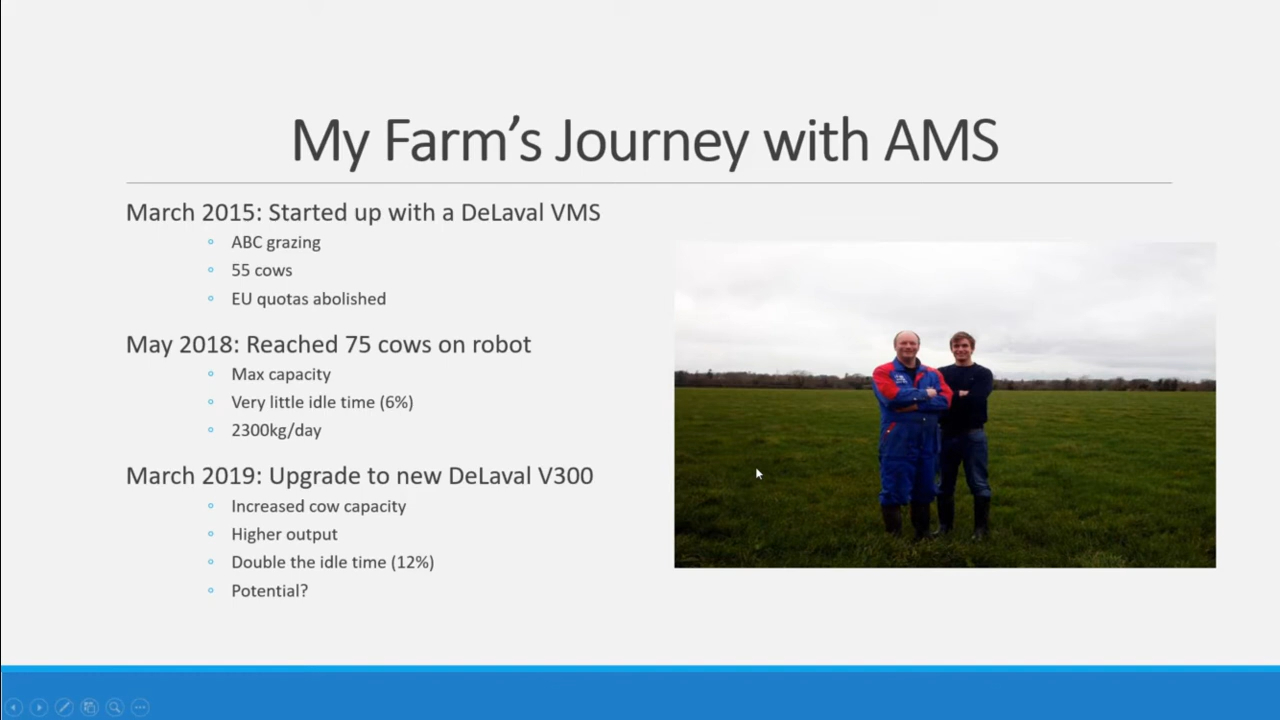 My Farm’s Journey with AMS
March 2015: Started up with a DeLaval VMS
ABC grazing
55 cows
EU quotas abolished
May 2018: Reached 75 cows on robot
Max capacity
Very little idle time (6%)
2300kg/day
March 2019: Upgrade to new DeLaval V300
Increased cow capacity
Higher output
Double the idle time (12%)
Potential?